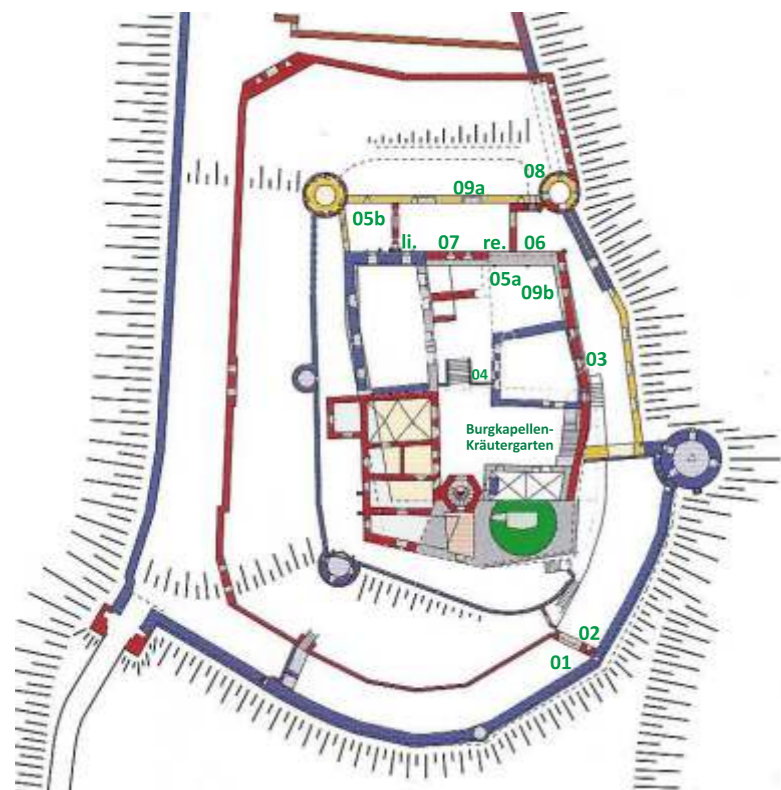 08
09a
05b
li.
07
re.
06
05a
09b
03
04
Burgkapellen-
Kräutergarten
02
01